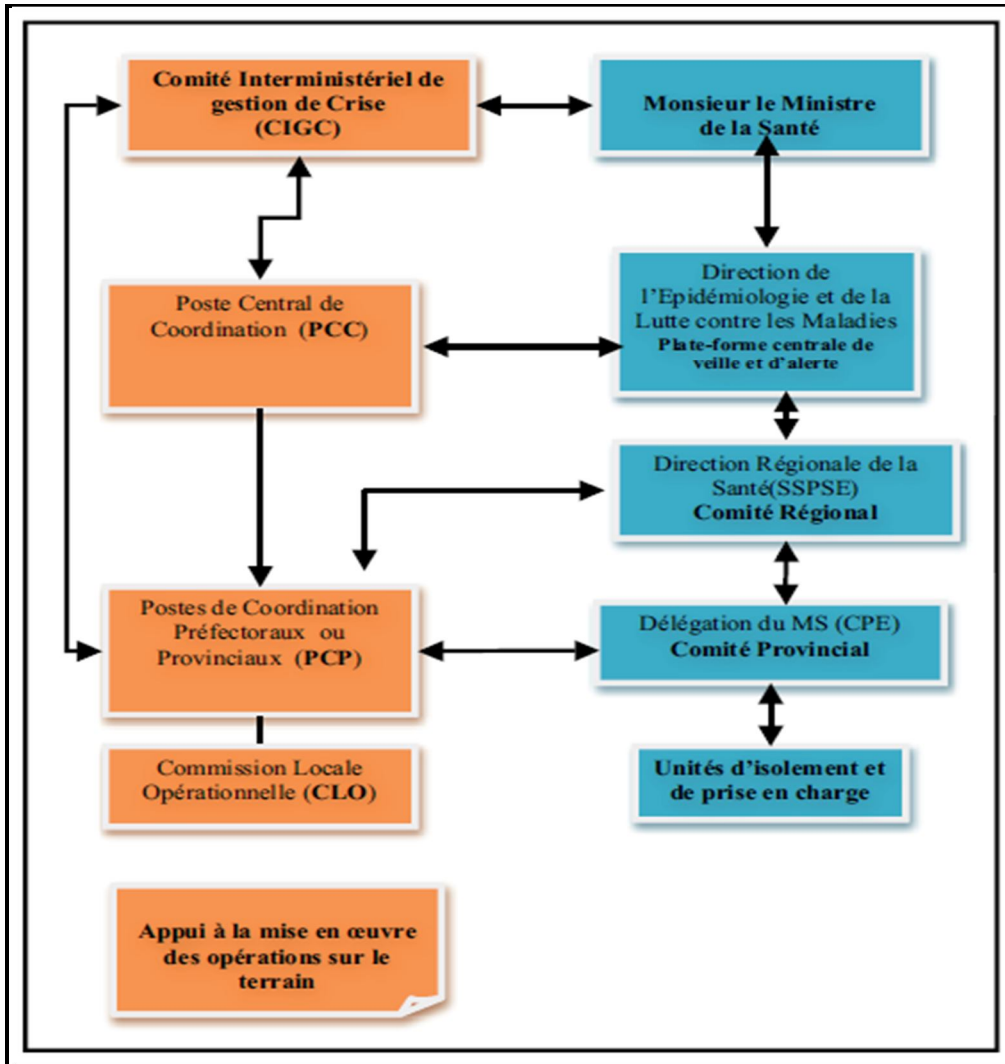 Comité Interministériel de
gestion de Crise
(CIGC)
Monsieur le Ministre
de la Santé
Poste Central de
Coordination (PCC)
Direction de
l'Epidémiologie et de la
Lutte contre les Maladies
Plate-forme centrale de
veille et d'alerte
Direction Régionale de la
Santé(SSPSE)
Comité Régional
Postes de Coordination
Préfectoraux ou
Provinciaux (PCP)
Délégation du MS (CPE)
Comité Provincial
Commission Locale
Opérationnelle (CLO)
Unités d'isolement et
de prise en charge
Appui à la mise en œuvre
des opérations sur le
terrain